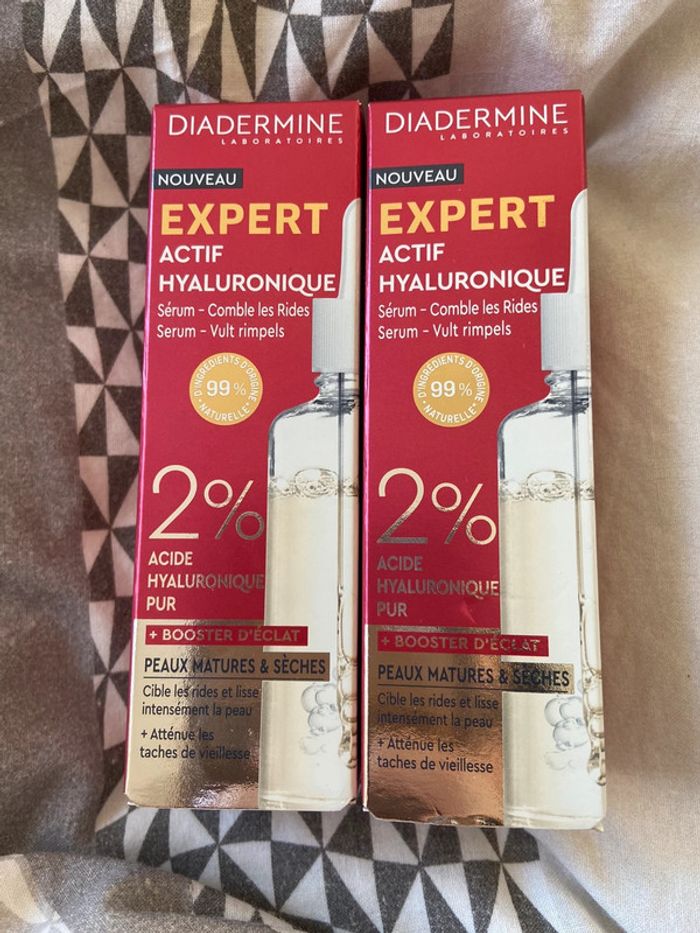 DIADERMINE
LABORATOIRES
NOUVEAU
EXPERT
ACTIF
HYALURONIQUE
Sérum – Comble les Rides
Serum – Vult rimpels
D'INGRÉDIENTS D'ORIGINE
99%
NATURELLE*
2%
ACIDE
HYALURONIQUE
PUR
+ BOOSTER D'ÉCLAT
PEAUX MATURES & SÈCHES
Cible les rides et lisse
intensément la peau
+ Atténue les
taches de vieillesse
DIADERMINE
LABORATOIRES
NOUVEAU
EXPERT
ACTIF
HYALURONIQUE
Sérum – Comble les Rides
Serum – Vult rimpels
D'INGRÉDIENTS D'ORIGINE
99%
NATURELLE*
2%
ACIDE
HYALURONIQUE
PUR
+ BOOSTER D'ÉCLAT
PEAUX MATURES & SÈCHES
Cible les rides et lisse
intensément la peau
+ Atténue les
taches de vieillesse